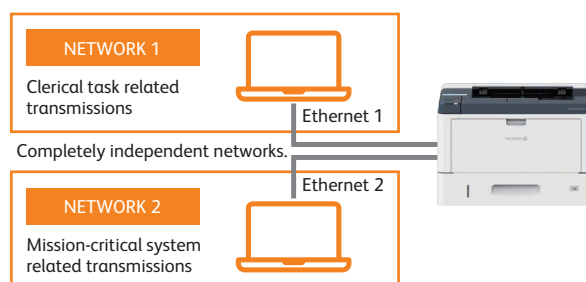 NETWORK 1
Clerical task related
transmissions
Ethernet 1
Completely independent networks.
Ethernet 2
NETWORK 2
Mission-critical system
related transmissions